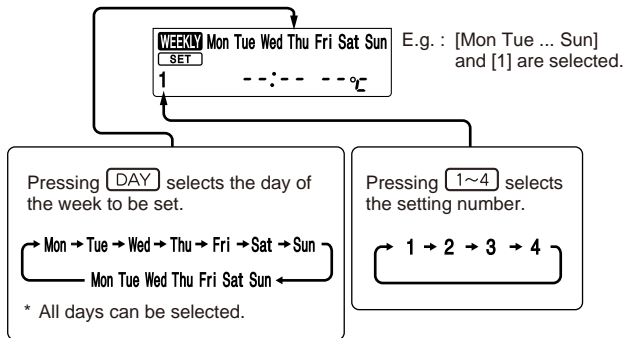 WEEKLY Mon Tue Wed Thu Fri Sat Sun
SET
1 --:-- --°C
E.g. : [Mon Tue ... Sun]
and [1] are selected.
Pressing DAY selects the day of
the week to be set.
Mon → Tue → Wed → Thu → Fri → Sat → Sun
Mon Tue Wed Thu Fri Sat Sun
* All days can be selected.
Pressing 1~4 selects
the setting number.
1 → 2 → 3 → 4